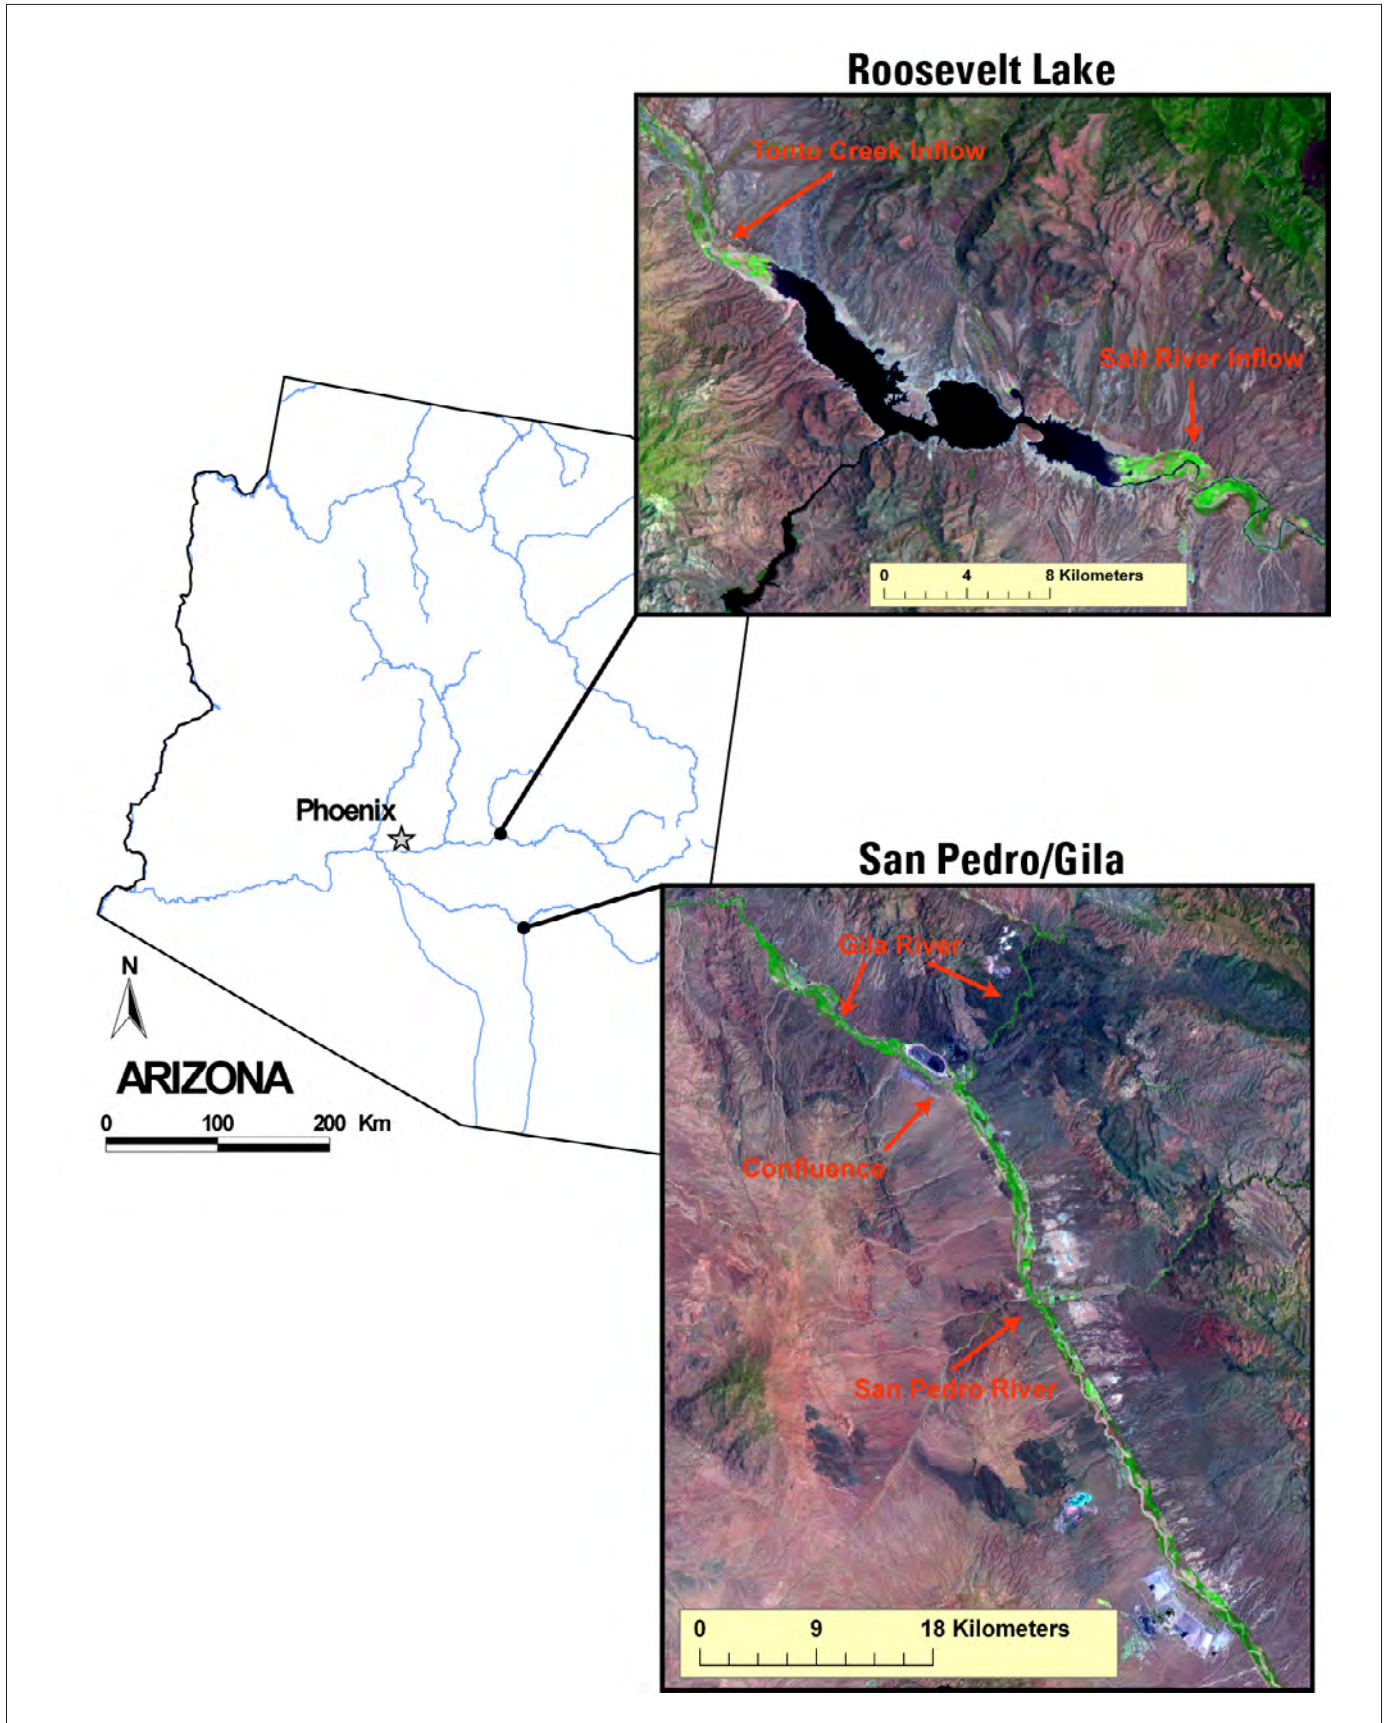 Roosevelt Lake
Tonto Creek Inflow
Salt River Inflow
0 4 8 Kilometers
Phoenix
San Pedro/Gila
Gila River
N
ARIZONA
0 100 200 Km
Confluence
San Pedro River
0 9 18 Kilometers